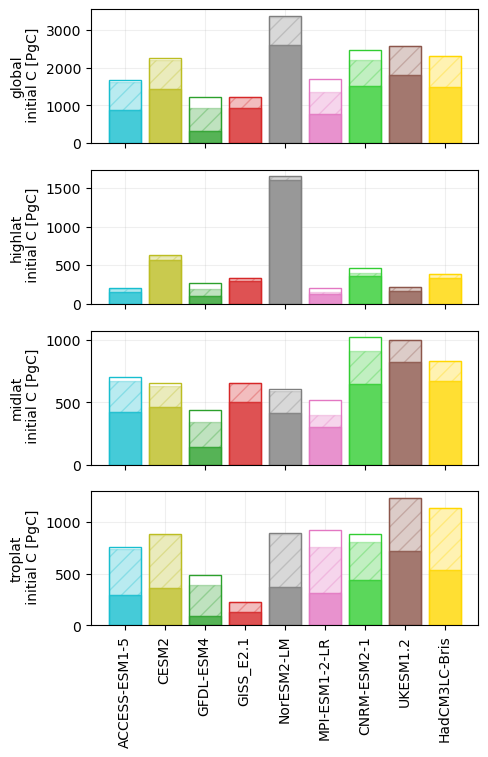 global
initial C [PgC]
3000
2000
1000
0
highlat
initial C [PgC]
1500
1000
500
0
midlat
initial C [PgC]
1000
500
0
troplat
initial C [PgC]
1000
500
0
ACCESS-ESM1-5
CESM2
GFDL-ESM4
GISS_E2.1
NorESM2-LM
MPI-ESM1-2-LR
CNRM-ESM2-1
UKESM1.2
HadCM3LC-Bris